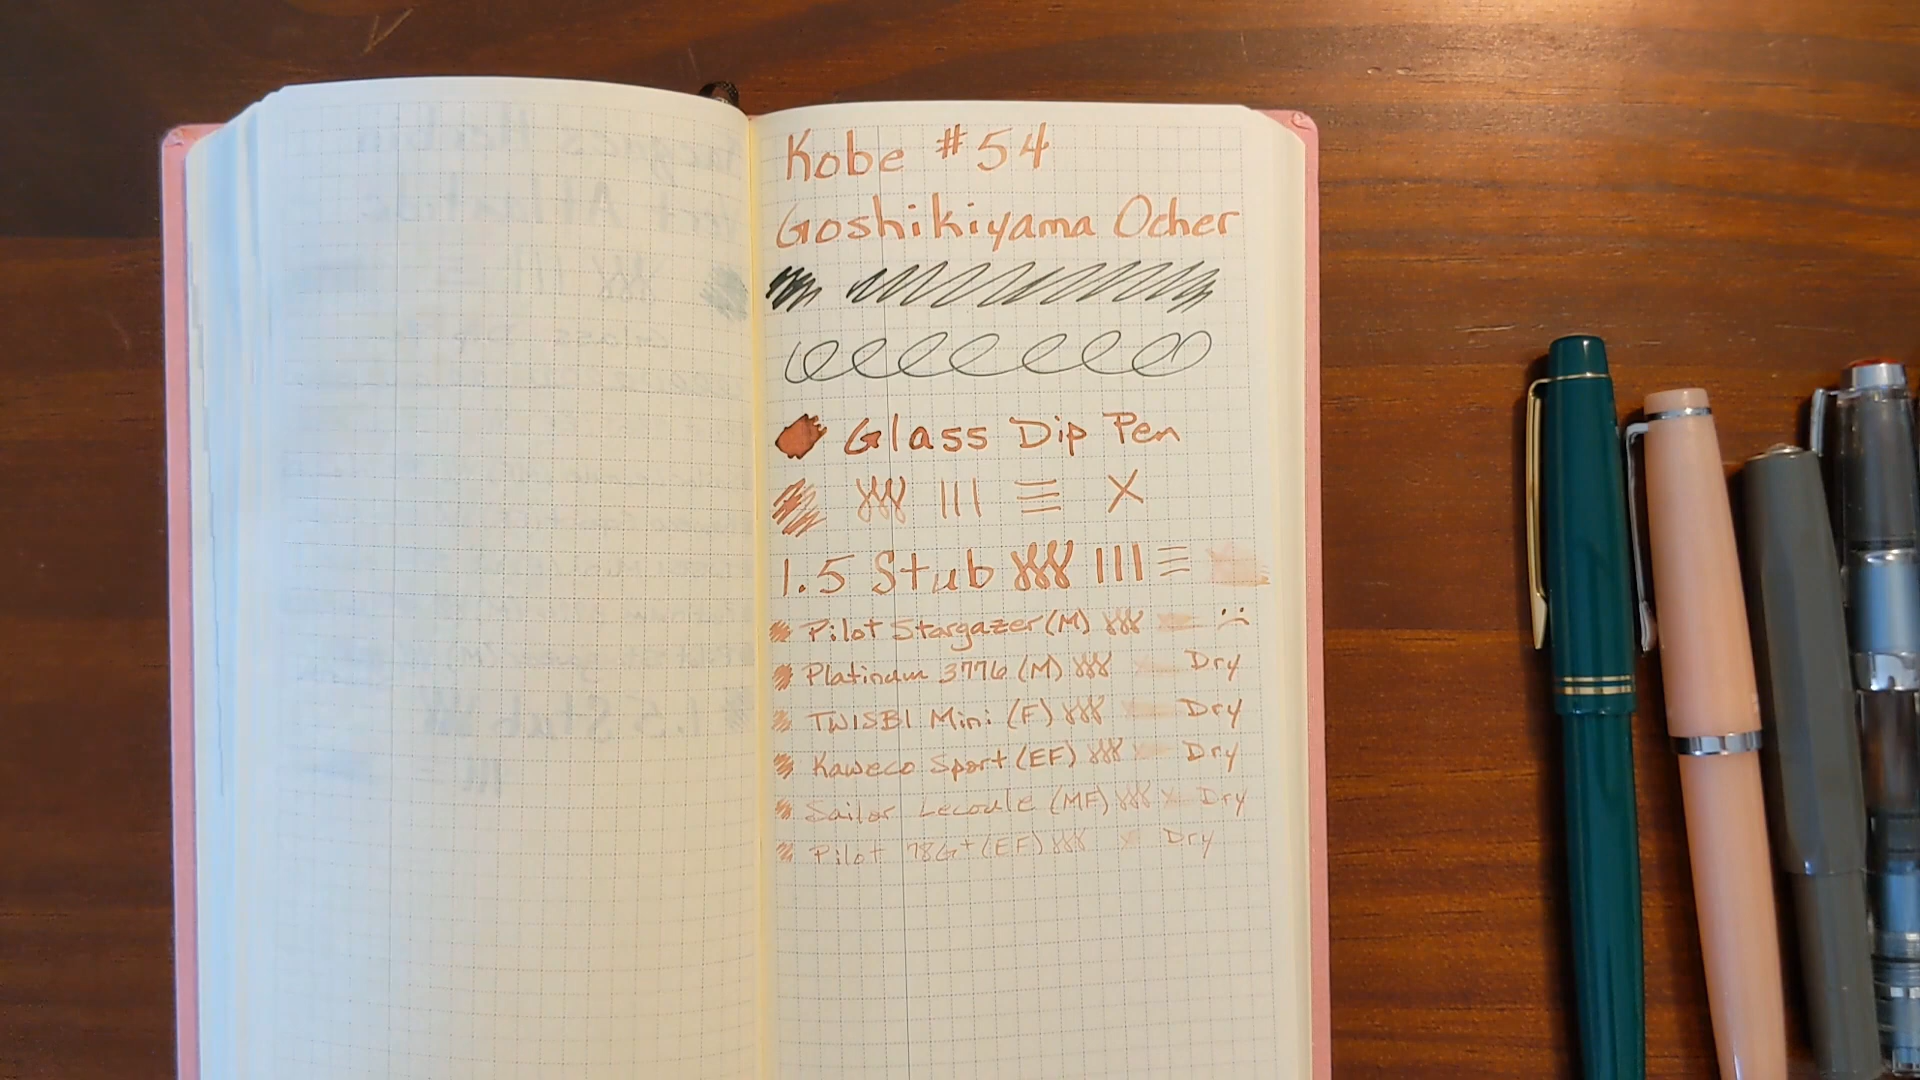 Kobe #54
Goshikiyama Ocher
Glass Dip Pen
1.5 Stub
Pilot Stargazer (M)
Platinum 3776 (M) Dry
TWISBI Mini (F) Dry
Kaweco Sport (EF) Dry
Sailor Lecoule (MF) Dry
Pilot 78G+ (EF) Dry